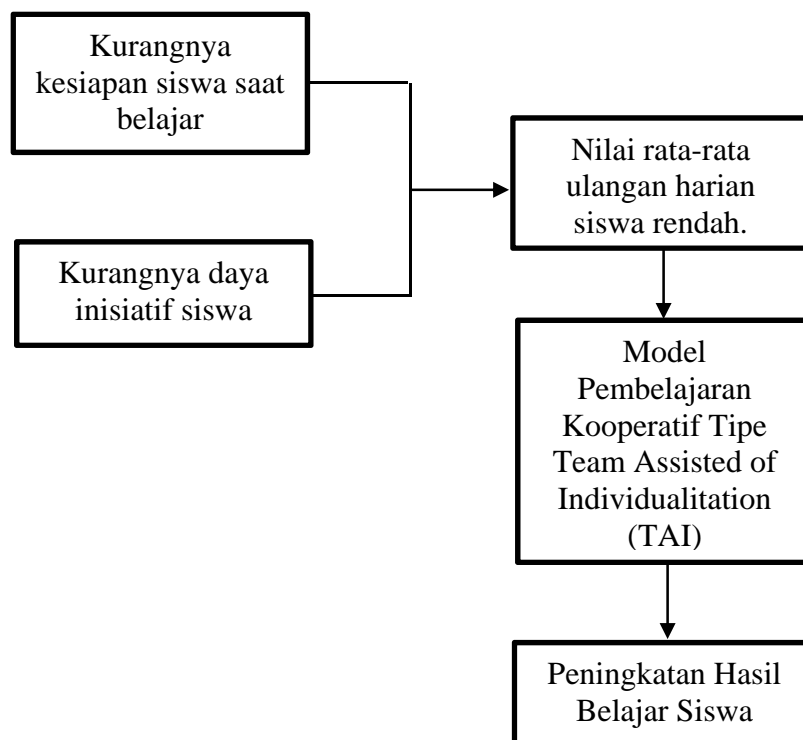 Kurangnya
kesiapan siswa saat
belajar
Kurangnya daya
inisiatif siswa
Nilai rata-rata
ulangan harian
siswa rendah.
Model
Pembelajaran
Kooperatif Tipe
Team Assisted of
Individualitation
(TAI)
Peningkatan Hasil
Belajar Siswa